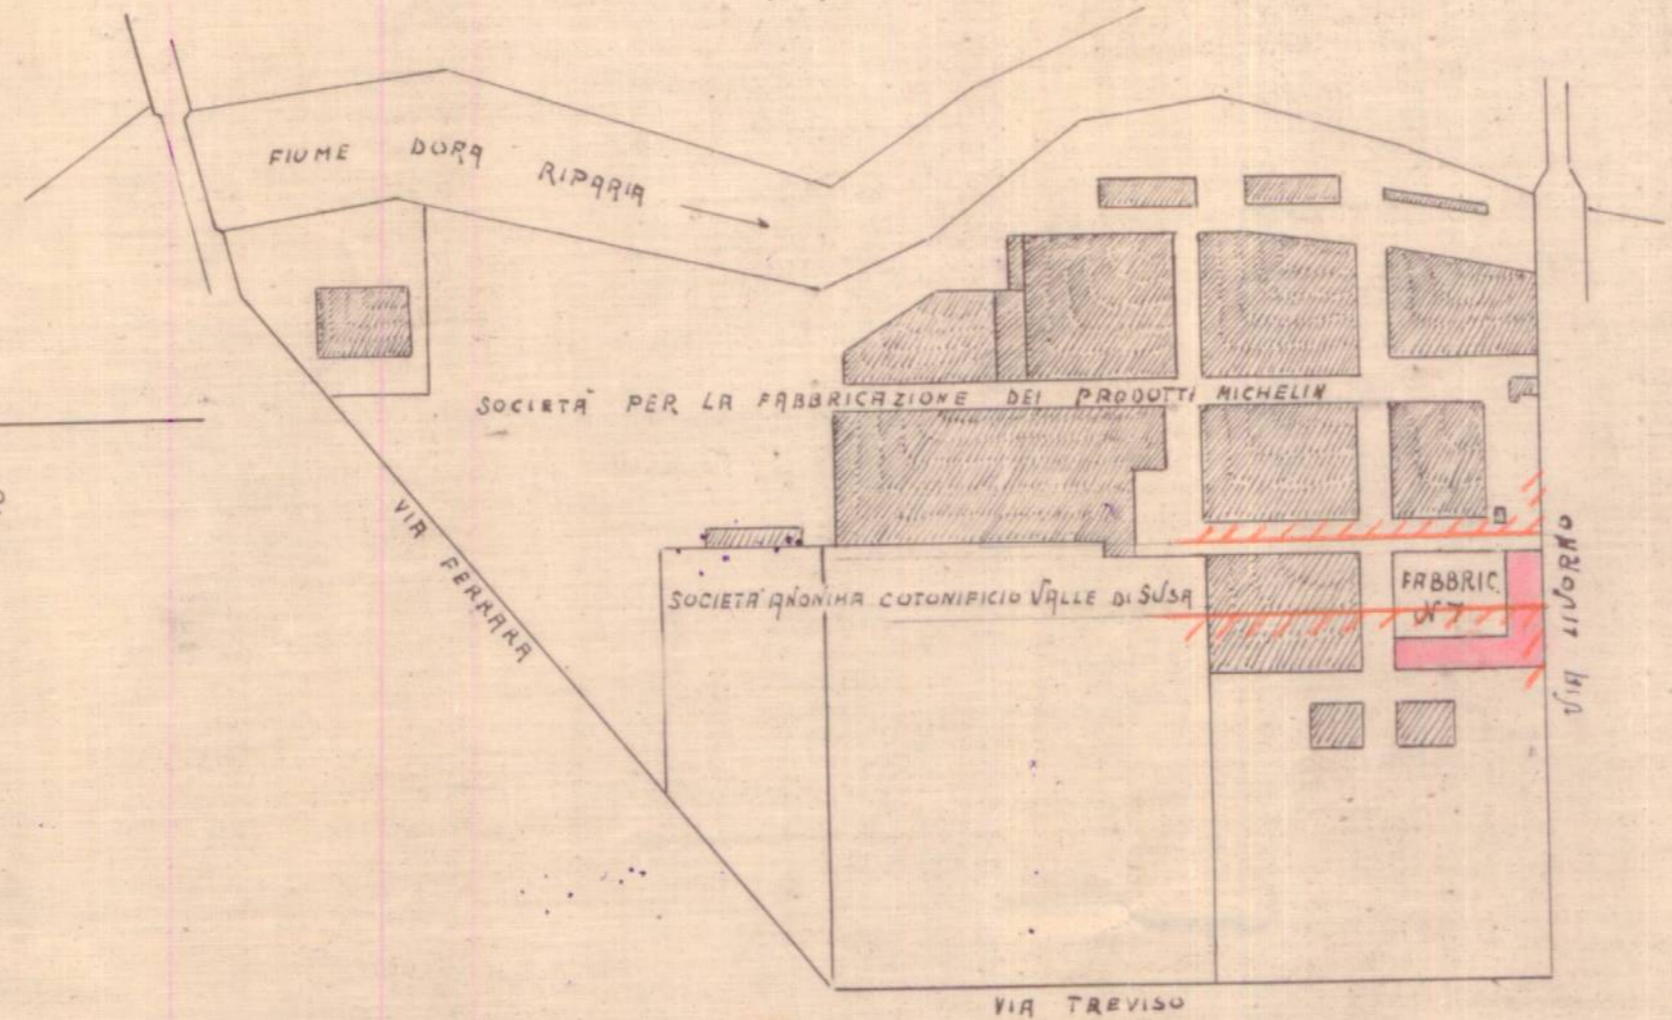 FIUME DORA RIPARIA
SOCIETÀ PER LA FABBRICAZIONE DEI PRODOTTI MICHELIN
VIA FERRARA
SOCIETÀ ANONIMA COTONIFICIO VALLE DI SUSA
FABBRIC.
N 7
VIA LIVORNO
VIA TREVISO